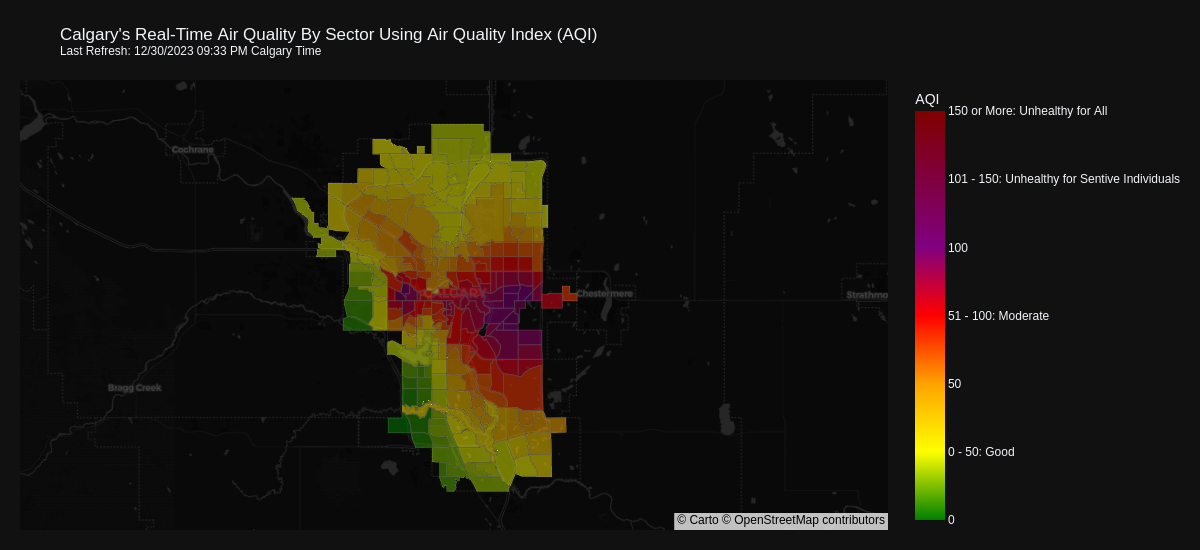 Calgary's Real-Time Air Quality By Sector Using Air Quality Index (AQI)
Last Refresh: 12/30/2023 09:33 PM Calgary Time
AQI
150 or More: Unhealthy for All
Cochrane
101 - 150: Unhealthy for Sentive Individuals
100
CALGARY
Chestermere
Strathmo
51 - 100: Moderate
Bragg Creek
50
0 - 50: Good
© Carto © OpenStreetMap contributors
0